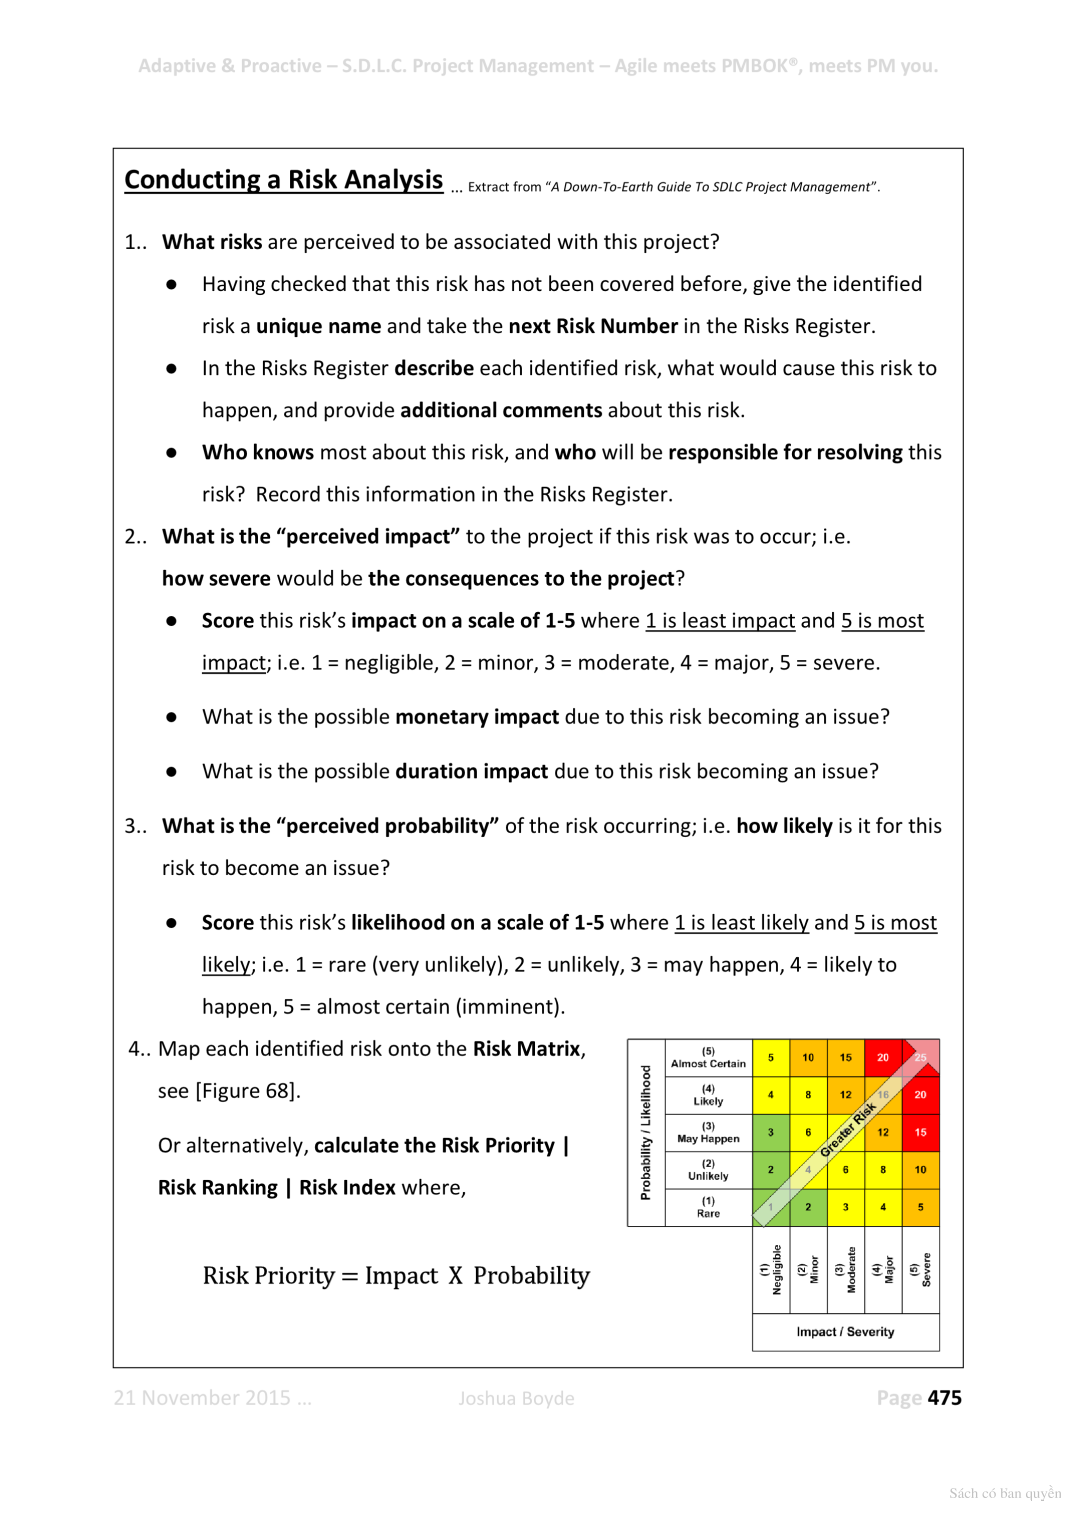 Adaptive & Proactive – S.D.L.C. Project Management – Agile meets PMBOK®, meets PM you.
Conducting a Risk Analysis ... Extract from “A Down-To-Earth Guide To SDLC Project Management”.
1.. What risks are perceived to be associated with this project?
● Having checked that this risk has not been covered before, give the identified
risk a unique name and take the next Risk Number in the Risks Register.
● In the Risks Register describe each identified risk, what would cause this risk to
happen, and provide additional comments about this risk.
● Who knows most about this risk, and who will be responsible for resolving this
risk? Record this information in the Risks Register.
2.. What is the “perceived impact” to the project if this risk was to occur; i.e.
how severe would be the consequences to the project?
● Score this risk’s impact on a scale of 1-5 where 1 is least impact and 5 is most
impact; i.e. 1 = negligible, 2 = minor, 3 = moderate, 4 = major, 5 = severe.
● What is the possible monetary impact due to this risk becoming an issue?
● What is the possible duration impact due to this risk becoming an issue?
3.. What is the “perceived probability” of the risk occurring; i.e. how likely is it for this
risk to become an issue?
● Score this risk’s likelihood on a scale of 1-5 where 1 is least likely and 5 is most
likely; i.e. 1 = rare (very unlikely), 2 = unlikely, 3 = may happen, 4 = likely to
happen, 5 = almost certain (imminent).
4.. Map each identified risk onto the Risk Matrix,
see [Figure 68].
Or alternatively, calculate the Risk Priority |
Risk Ranking | Risk Index where,
Risk Priority = Impact X Probability
Probability / Likelihood
(5)
Almost Certain 5 10 15 20 25
(4)
Likely 4 8 12 16 20
(3)
May Happen 3 6 12 15
(2)
Unlikely 2 4 6 8 10
(1)
Rare 1 2 3 4 5
Greater Risk
(1)
Negligible
(2)
Minor
(3)
Moderate
(4)
Major
(5)
Severe
Impact / Severity
21 November 2015 ... Joshua Boyde Page 475
Sách có bản quyền